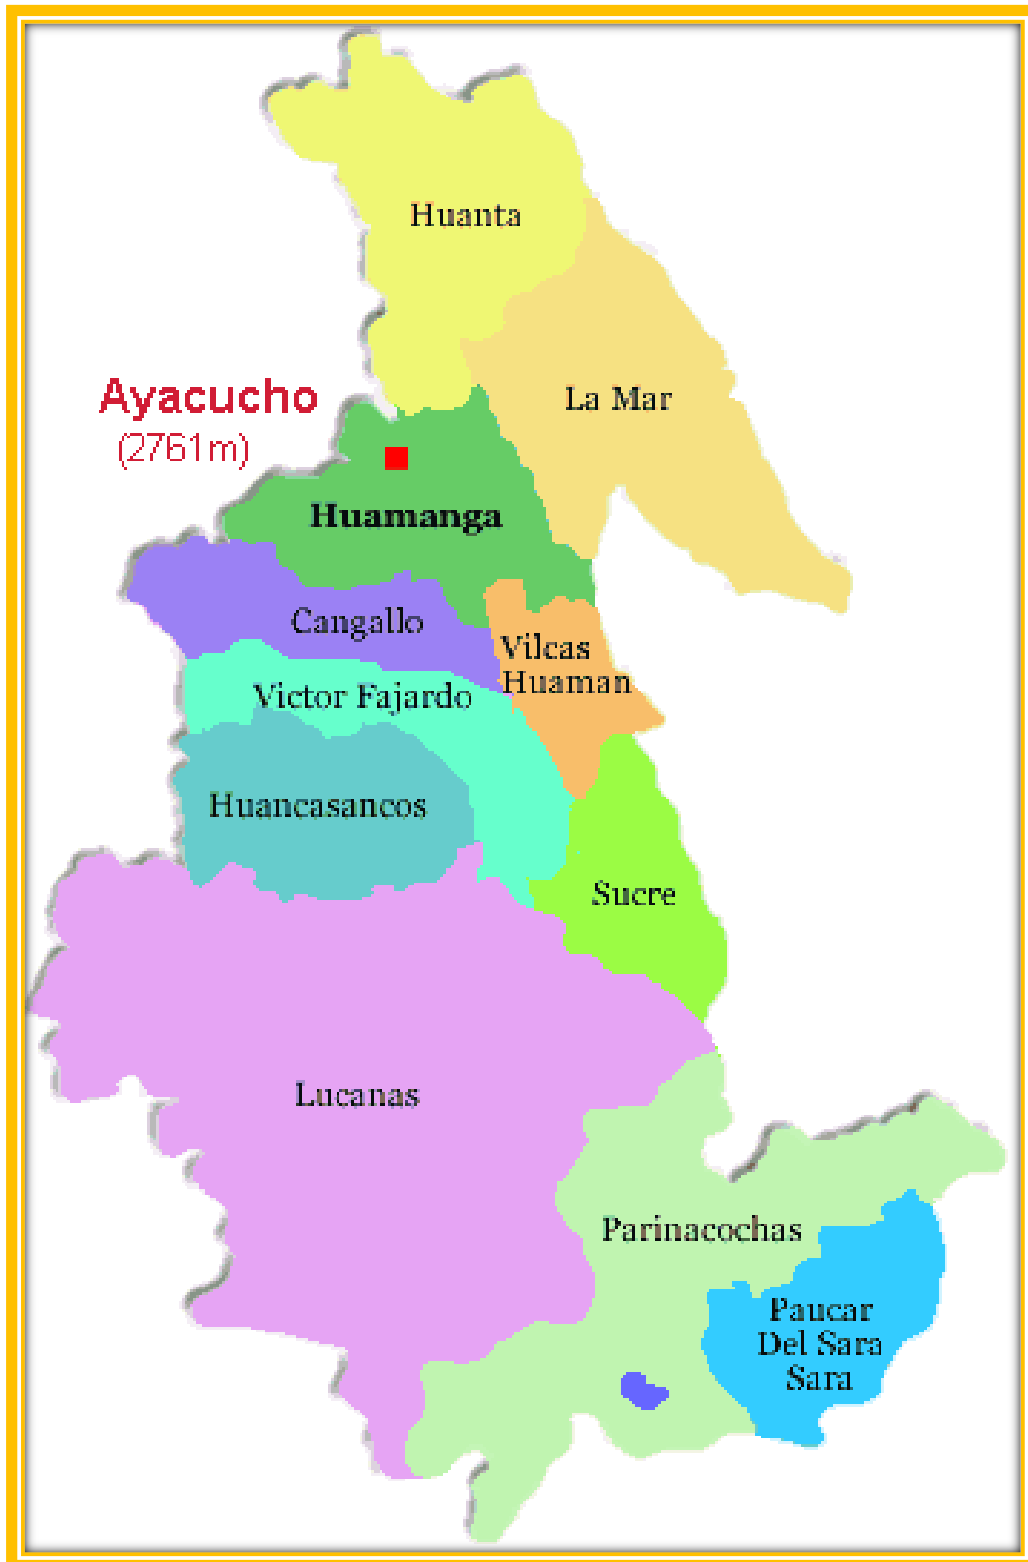 Huanta
Ayacucho
(2761m)
La Mar
Huamanga
Cangallo
Vilcas
Huaman
Victor Fajardo
Huancasancos
Sucre
Lucanas
Parinacochas
Paucar
Del Sara
Sara